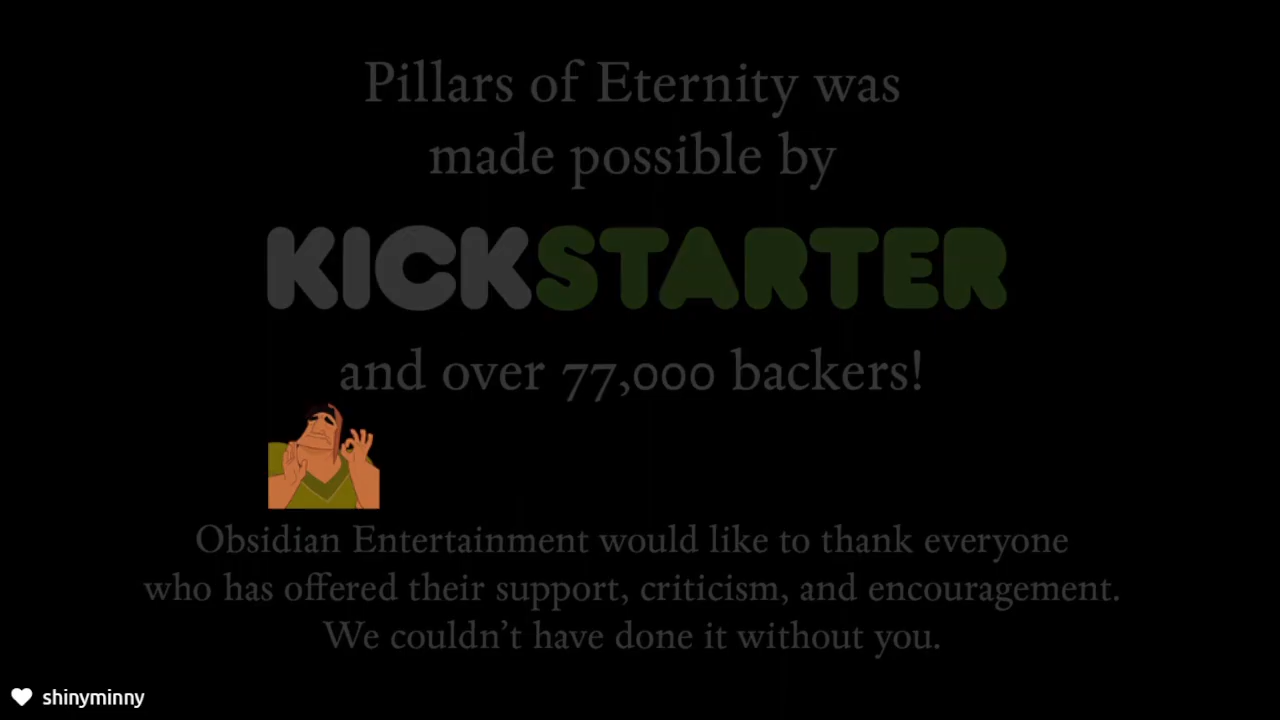 Pillars of Eternity was
made possible by
KICKSTARTER
and over 77,000 backers!
Obsidian Entertainment would like to thank everyone
who has offered their support, criticism, and encouragement.
We couldn’t have done it without you.
shinyminny